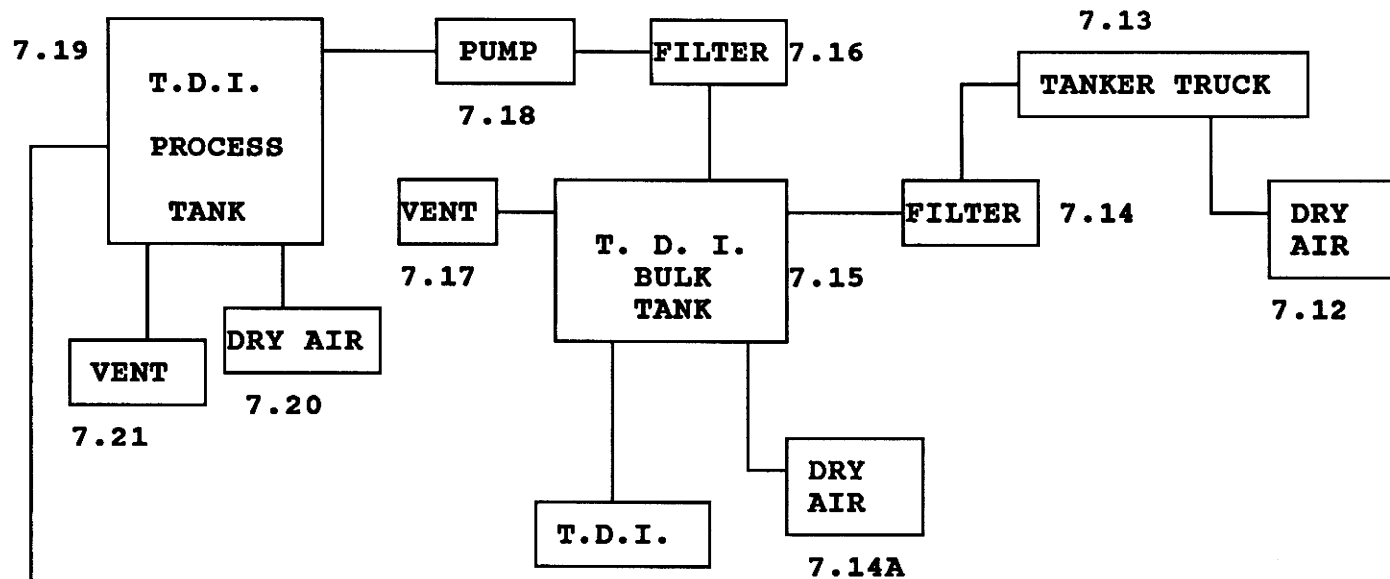 7.13
7.19
PUMP
FILTER
7.16
T.D.I.
PROCESS
TANK
TANKER TRUCK
7.18
VENT
FILTER
7.14
DRY
AIR
7.17
T. D. I.
BULK
TANK
7.15
7.12
DRY AIR
VENT
7.20
7.21
DRY
AIR
T.D.I.
7.14A